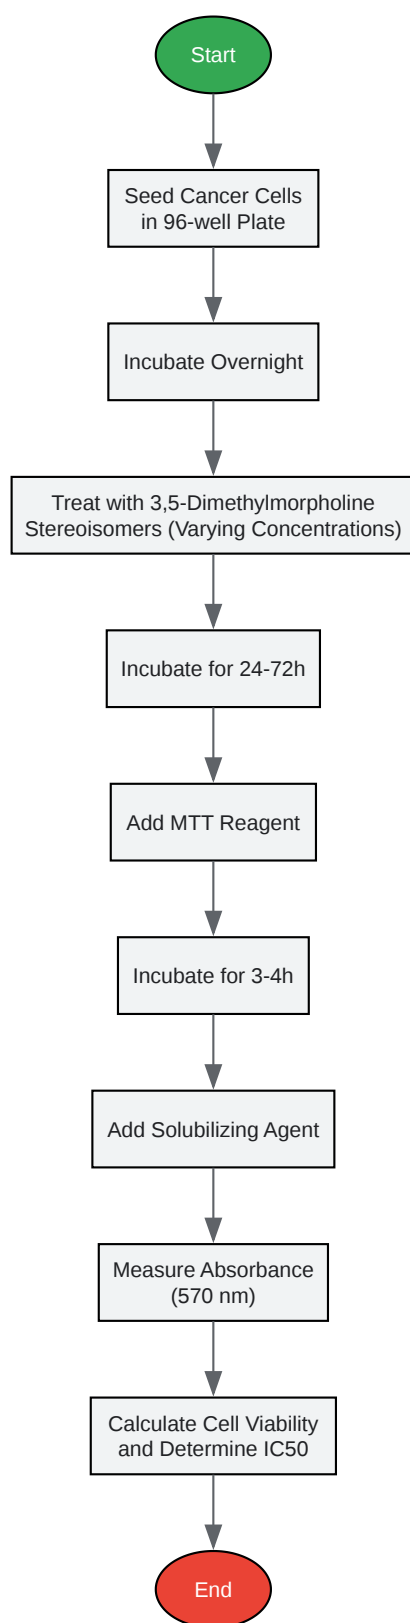 Start
Seed Cancer Cells
in 96-well Plate
Incubate Overnight
Treat with 3,5-Dimethylmorpholine
Stereoisomers (Varying Concentrations)
Incubate for 24-72h
Add MTT Reagent
Incubate for 3-4h
Add Solubilizing Agent
Measure Absorbance
(570 nm)
Calculate Cell Viability
and Determine IC50
End